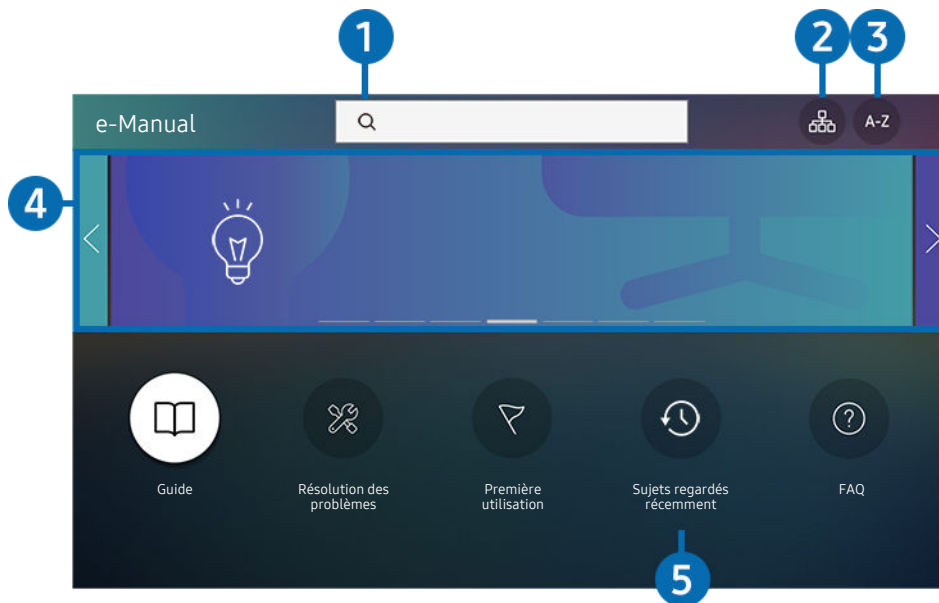 1
2
3
e-Manual
A-Z
4
Guide
Résolution des
problèmes
Première
utilisation
Sujets regardés
récemment
FAQ
5